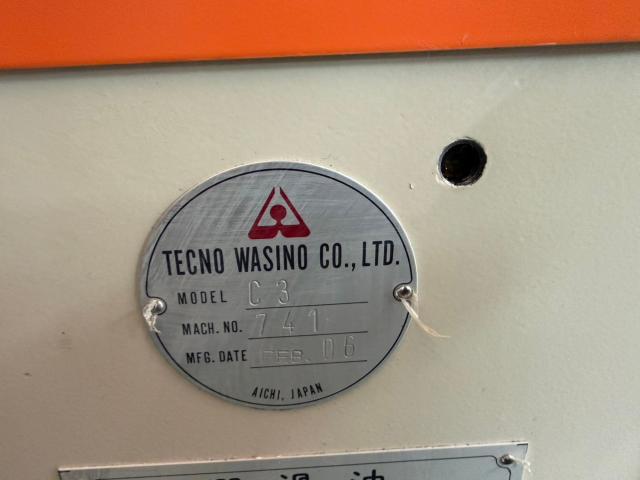 TECNO WASINO CO., LTD.
MODEL C 3
MACH. NO. 741
MFG. DATE FEB. 06
AICHI, JAPAN